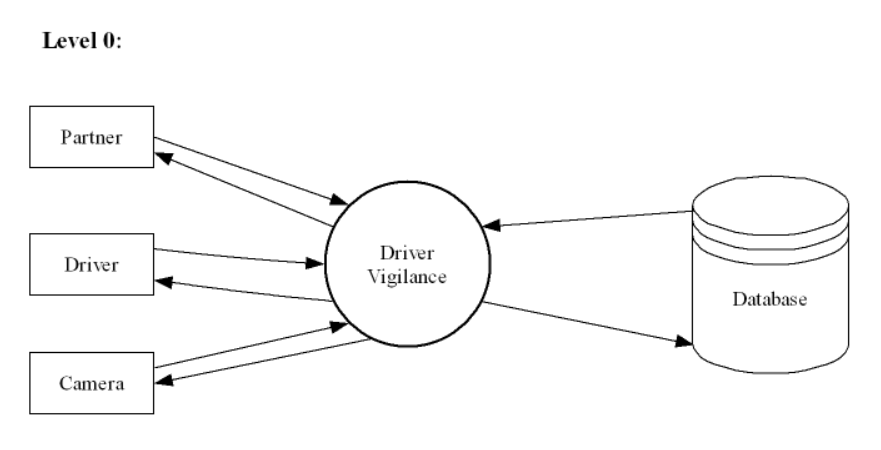 Level 0:
Partner
Driver
Camera
Driver
Vigilance
Database